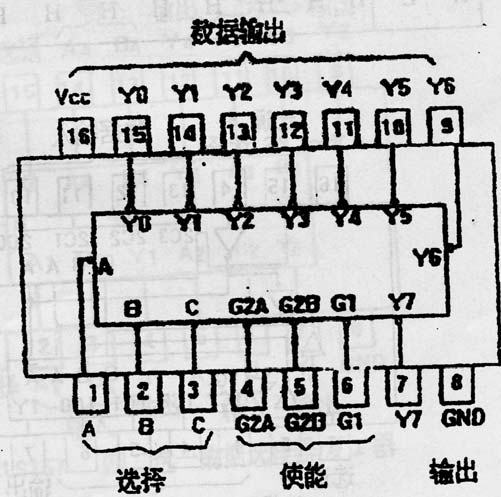 数据输出
Vcc Y0 Y1 Y2 Y3 Y4 Y5 Y6
16 15 14 13 12 11 10 9
Y0 Y1 Y2 Y3 Y4 Y5
A Y6
B C G2A G2B G1 Y7
1 2 3 4 5 6 7 8
A B C G2A G2B G1 Y7 GND
选择 使能 输出